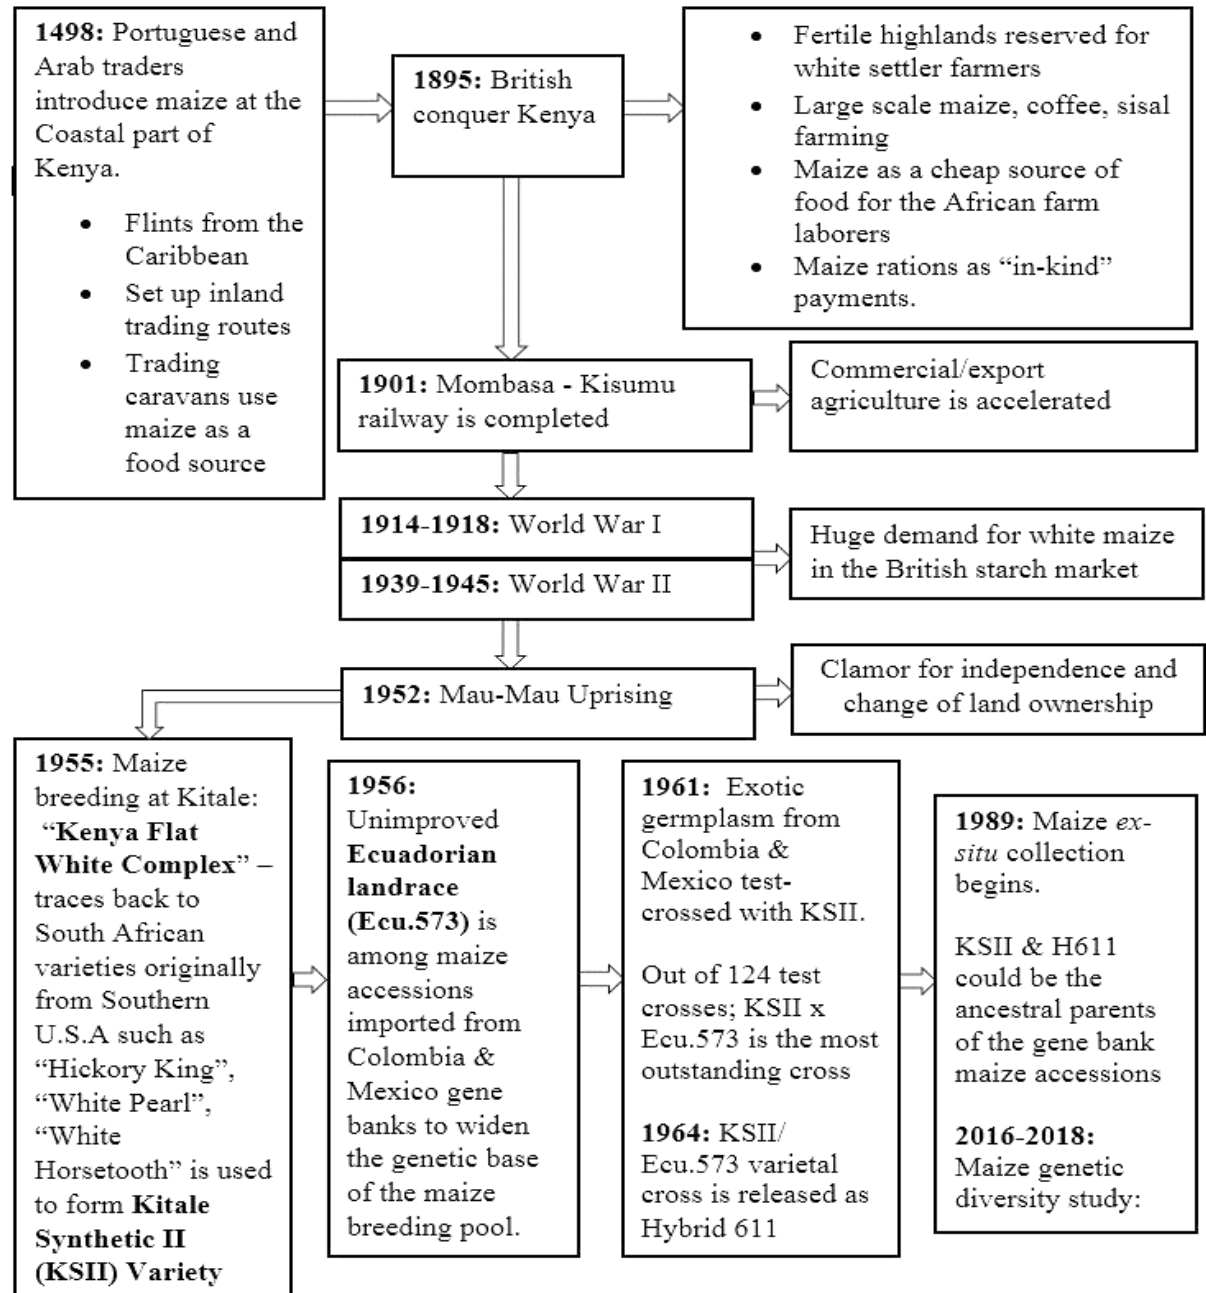 1498: Portuguese and
Arab traders
introduce maize at the
Coastal part of
Kenya.
• Flints from the
Caribbean
• Set up inland
trading routes
• Trading
caravans use
maize as a
food source
1895: British
conquer Kenya
• Fertile highlands reserved for
white settler farmers
• Large scale maize, coffee, sisal
farming
• Maize as a cheap source of
food for the African farm
laborers
• Maize rations as “in-kind”
payments.
1901: Mombasa - Kisumu
railway is completed
Commercial/export
agriculture is accelerated
1914-1918: World War I
1939-1945: World War II
Huge demand for white maize
in the British starch market
1952: Mau-Mau Uprising
Clamor for independence and
change of land ownership
1955: Maize
breeding at Kitale:
“Kenya Flat
White Complex” –
traces back to
South African
varieties originally
from Southern
U.S.A such as
“Hickory King”,
“White Pearl”,
“White
Horsetooth” is used
to form Kitale
Synthetic II
(KSII) Variety
1956:
Unimproved
Ecuadorian
landrace
(Ecu.573) is
among maize
accessions
imported from
Colombia &
Mexico gene
banks to widen
the genetic base
of the maize
breeding pool.
1961: Exotic
germplasm from
Colombia &
Mexico test-
crossed with KSII.
Out of 124 test
crosses; KSII x
Ecu.573 is the most
outstanding cross
1964: KSII/
Ecu.573 varietal
cross is released as
Hybrid 611
1989: Maize ex-
situ collection
begins.
KSII & H611
could be the
ancestral parents
of the gene bank
maize accessions
2016-2018:
Maize genetic
diversity study: